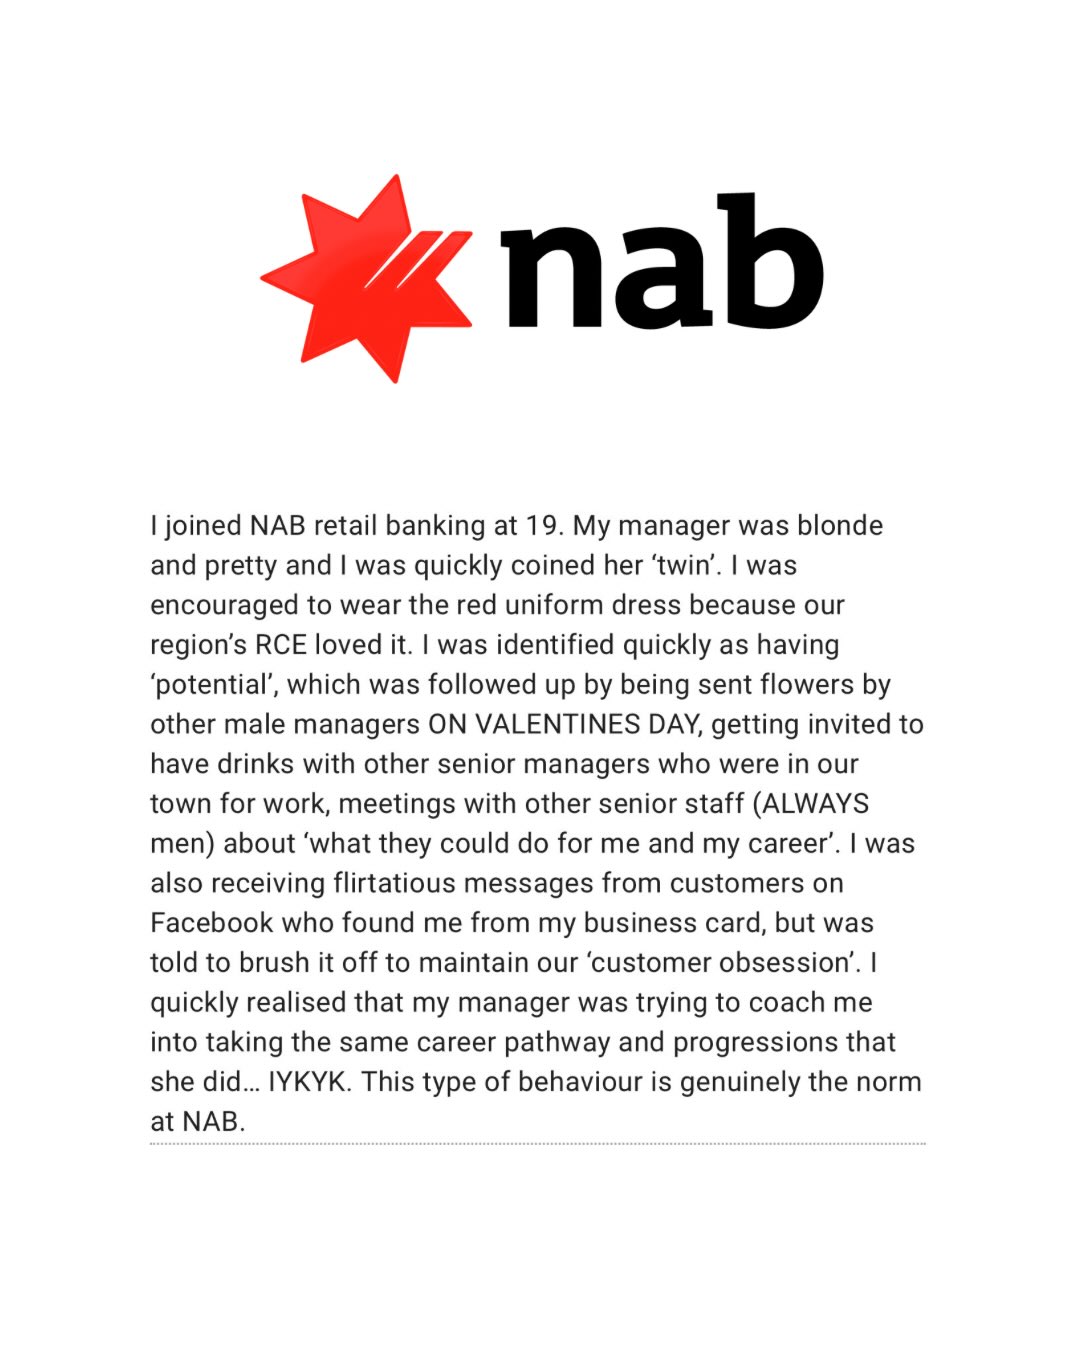 nab
I joined NAB retail banking at 19. My manager was blonde
and pretty and I was quickly coined her ‘twin’. I was
encouraged to wear the red uniform dress because our
region’s RCE loved it. I was identified quickly as having
‘potential’, which was followed up by being sent flowers by
other male managers ON VALENTINES DAY, getting invited to
have drinks with other senior managers who were in our
town for work, meetings with other senior staff (ALWAYS
men) about ‘what they could do for me and my career’. I was
also receiving flirtatious messages from customers on
Facebook who found me from my business card, but was
told to brush it off to maintain our ‘customer obsession’. I
quickly realised that my manager was trying to coach me
into taking the same career pathway and progressions that
she did... IYKYK. This type of behaviour is genuinely the norm
at NAB.